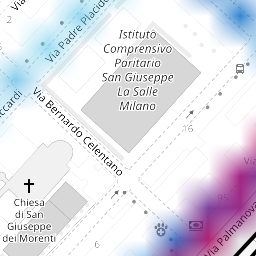 Via Padre Placido
Istituto
Comprensivo
Paritario
San Giuseppe
La Salle
Milano
Via Bernardo Celentano
16
Chiesa
di San
Giuseppe
dei Morenti
6
Via Palmanova